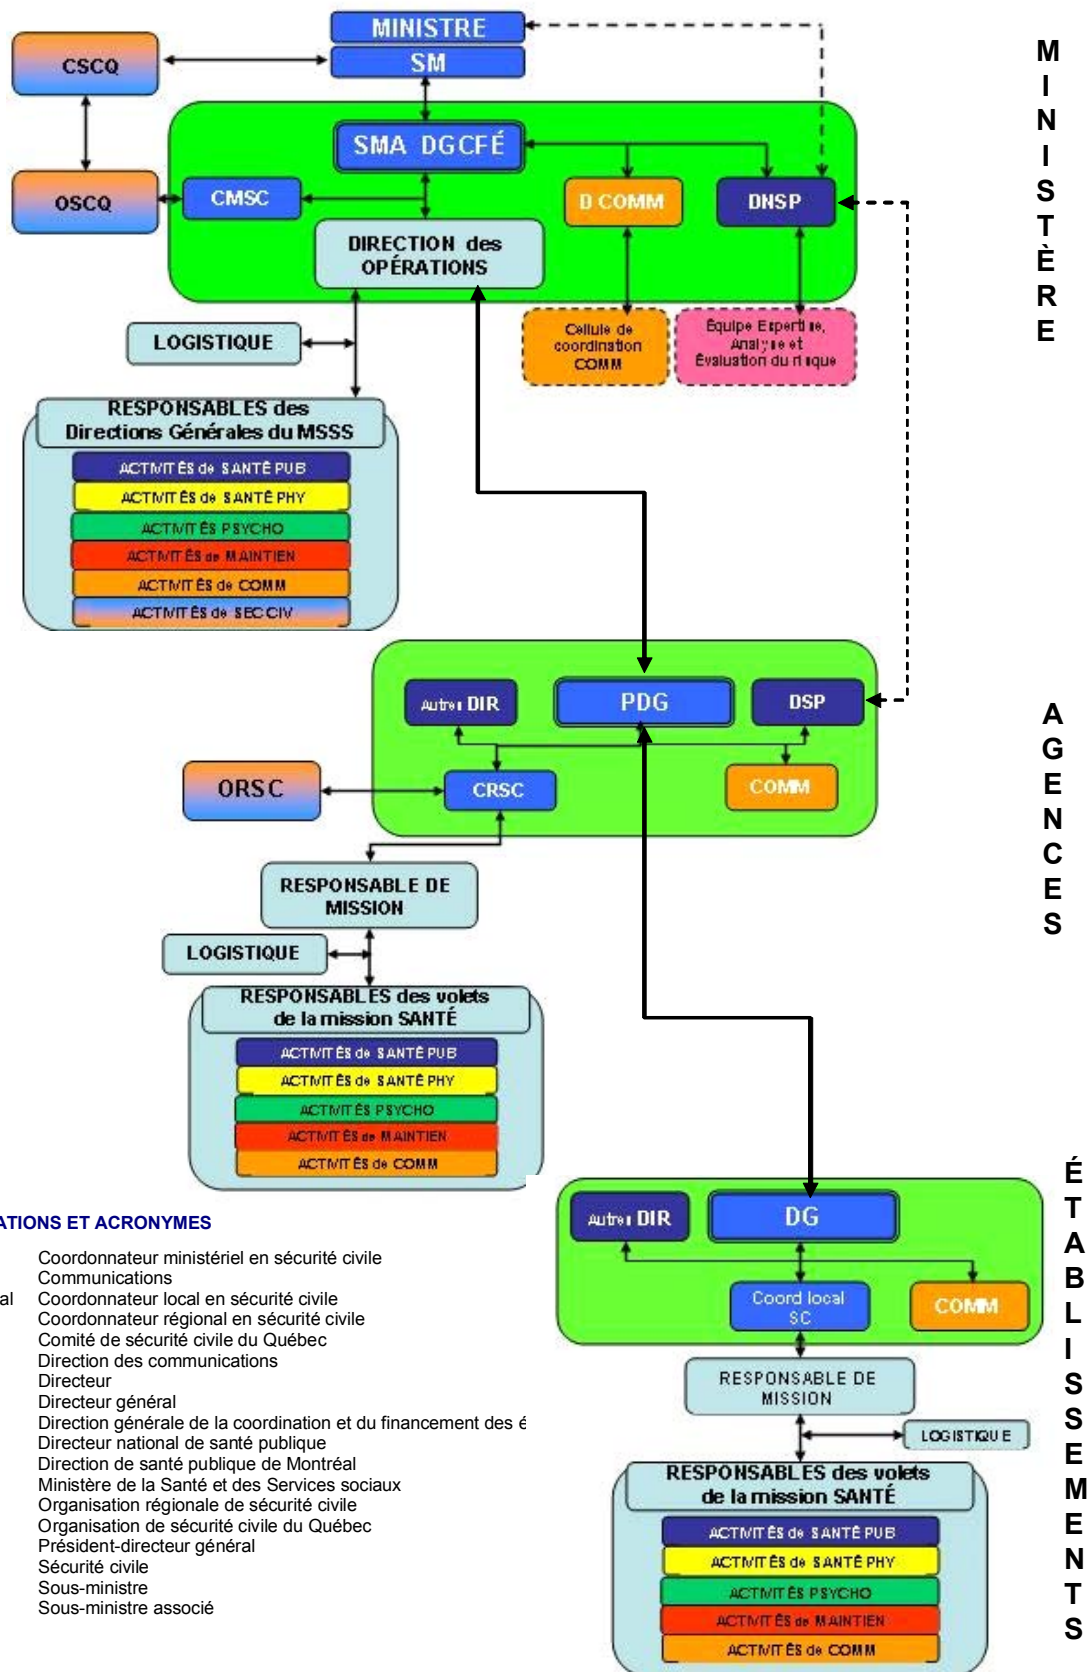 MINISTRE
SM
CSCQ
SMA DGCFÉ
OSCQ
CMSC
D COMM
DNSP
DIRECTION des
OPÉRATIONS
LOGISTIQUE
Cellule de
coordination
COMM
Équipe Expertise,
Analyse et
Évaluation du risque
RESPONSABLES des
Directions Générales du MSSS
ACTIVITÉS de SANTÉ PUB
ACTIVITÉS de SANTÉ PHY
ACTIVITÉS PSYCHO
ACTIVITÉS de MAINTIEN
ACTIVITÉS de COMM
ACTIVITÉS de SEC CIV
MINISTÈRE
Autres DIR
PDG
DSP
ORSC
CRSC
COMM
RESPONSABLE DE
MISSION
LOGISTIQUE
RESPONSABLES des volets
de la mission SANTÉ
ACTIVITÉS de SANTÉ PUB
ACTIVITÉS de SANTÉ PHY
ACTIVITÉS PSYCHO
ACTIVITÉS de MAINTIEN
ACTIVITÉS de COMM
AGENCES
Autres DIR
DG
Coord local
SC
COMM
RESPONSABLE DE
MISSION
LOGISTIQUE
RESPONSABLES des volets
de la mission SANTÉ
ACTIVITÉS de SANTÉ PUB
ACTIVITÉS de SANTÉ PHY
ACTIVITÉS PSYCHO
ACTIVITÉS de MAINTIEN
ACTIVITÉS de COMM
ÉTABLISSEMENTS
ATIONS ET ACRONYMES
Coordonnateur ministériel en sécurité civile
Communications
al Coordonnateur local en sécurité civile
Coordonnateur régional en sécurité civile
Comité de sécurité civile du Québec
Direction des communications
Directeur
Directeur général
Direction générale de la coordination et du financement des é
Directeur national de santé publique
Direction de santé publique de Montréal
Ministère de la Santé et des Services sociaux
Organisation régionale de sécurité civile
Organisation de sécurité civile du Québec
Président-directeur général
Sécurité civile
Sous-ministre
Sous-ministre associé